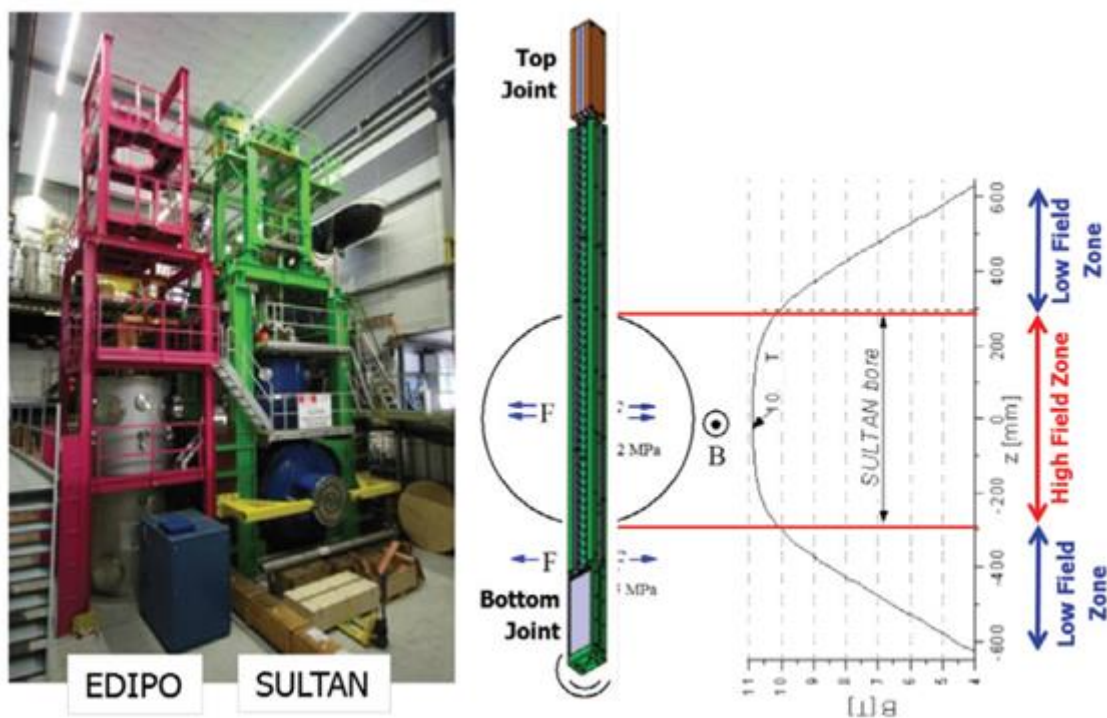 EDIPO
SULTAN
Top
Joint
F
B
2 MPa
F
MPa
Bottom
Joint
10 T
SULTAN bore
600
400
200
0
-200
-400
-600
Z [mm]
11 10 9 8 7 6 5 4
B [T]
Low Field
Zone
High Field Zone
Low Field
Zone